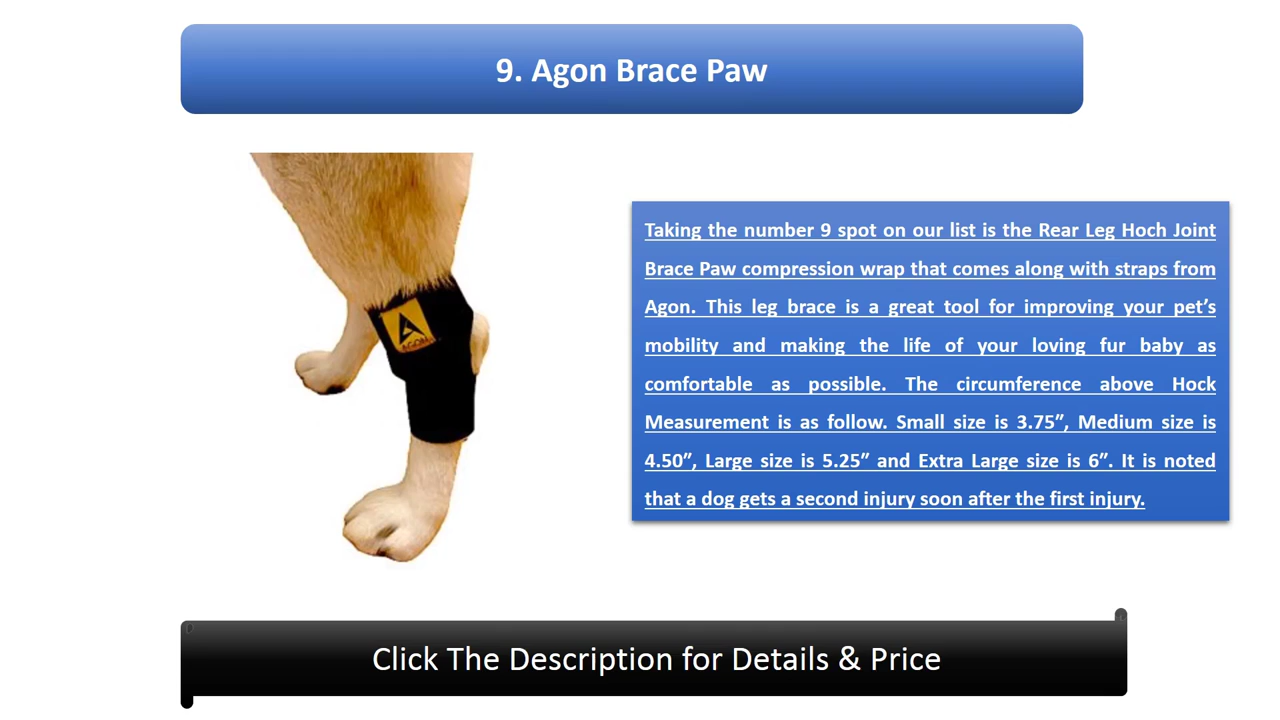 9. Agon Brace Paw
AGON
Taking the number 9 spot on our list is the Rear Leg Hoch Joint
Brace Paw compression wrap that comes along with straps from
Agon. This leg brace is a great tool for improving your pet’s
mobility and making the life of your loving fur baby as
comfortable as possible. The circumference above Hock
Measurement is as follow. Small size is 3.75”, Medium size is
4.50”, Large size is 5.25” and Extra Large size is 6”. It is noted
that a dog gets a second injury soon after the first injury.
Click The Description for Details & Price